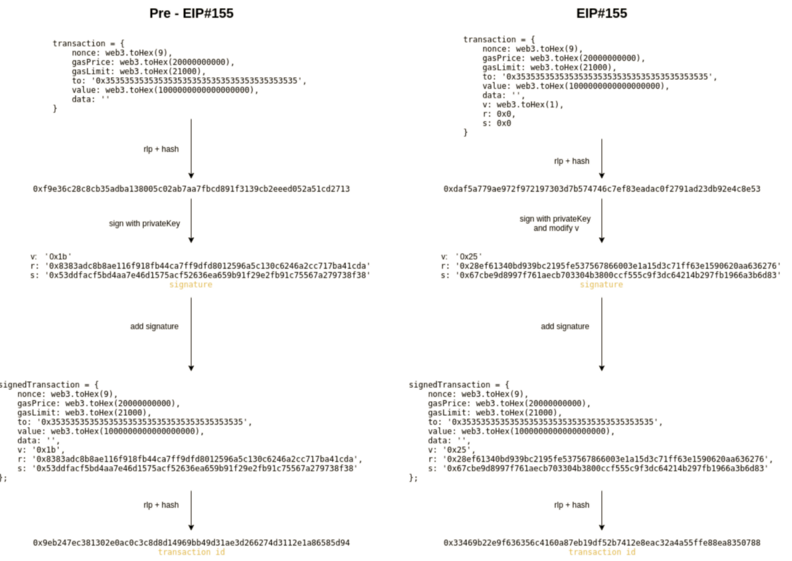 Pre - EIP#155
transaction = {
nonce: web3.toHex(9),
gasPrice: web3.toHex(20000000000),
gasLimit: web3.toHex(21000),
to: '0x3535353535353535353535353535353535353535',
value: web3.toHex(1000000000000000000),
data: ''
}
rlp + hash
0xf9e36c28c8cb35adba138005c02ab7aa7fbcd891f3139cb2eeed052a51cd2713
sign with privateKey
v: '0x1b'
r: '0x8383adc8b8ae116f918fb44ca7ff9dfd8012596a5c130c6246a2cc717ba41cda'
s: '0x53ddfacf5bd4aa7e46d1575acf52636ea659b91f29e2fb91c75567a279738f38'
signature
add signature
signedTransaction = {
nonce: web3.toHex(9),
gasPrice: web3.toHex(20000000000),
gasLimit: web3.toHex(21000),
to: '0x3535353535353535353535353535353535353535',
value: web3.toHex(1000000000000000000),
data: '',
v: '0x1b',
r: '0x8383adc8b8ae116f918fb44ca7ff9dfd8012596a5c130c6246a2cc717ba41cda',
s: '0x53ddfacf5bd4aa7e46d1575acf52636ea659b91f29e2fb91c75567a279738f38'
};
rlp + hash
0x9eb247ec381302e0ac0c3c8d8d14969bb49d31ae3d266274d3112e1a86585d94
transaction id
EIP#155
transaction = {
nonce: web3.toHex(9),
gasPrice: web3.toHex(20000000000),
gasLimit: web3.toHex(21000),
to: '0x3535353535353535353535353535353535353535',
value: web3.toHex(1000000000000000000),
data: '',
v: web3.toHex(1),
r: 0x0,
s: 0x0
}
rlp + hash
0xdaf5a779ae972f972197303d7b574746c7ef83eadac0f2791ad23db92e4c8e53
sign with privateKey
and modify v
v: '0x25'
r: '0x28ef61340bd939bc2195fe537567866003e1a15d3c71ff63e1590620aa636276'
s: '0x67cbe9d8997f761aecb703304b3800ccf555c9f3dc64214b297fb1966a3b6d83'
signature
add signature
signedTransaction = {
nonce: web3.toHex(9),
gasPrice: web3.toHex(20000000000),
gasLimit: web3.toHex(21000),
to: '0x3535353535353535353535353535353535353535',
value: web3.toHex(1000000000000000000),
data: '',
v: '0x25',
r: '0x28ef61340bd939bc2195fe537567866003e1a15d3c71ff63e1590620aa636276',
s: '0x67cbe9d8997f761aecb703304b3800ccf555c9f3dc64214b297fb1966a3b6d83'
};
rlp + hash
0x33469b22e9f636356c4160a87eb19df52b7412e8eac32a4a55ffe88ea8350788
transaction id